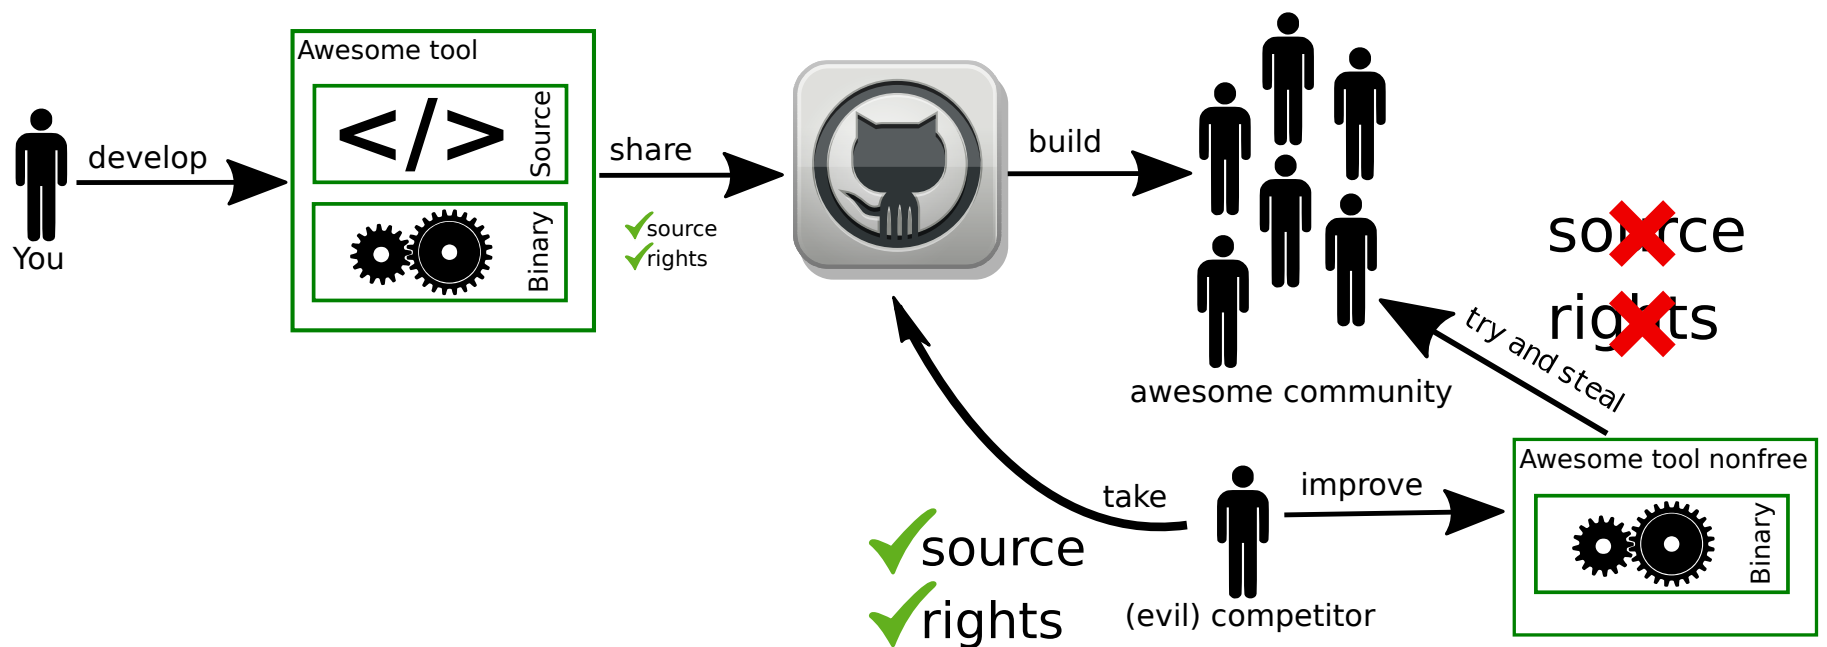 Awesome tool
Source
Binary
develop
You
share
source
rights
build
awesome community
source
rights
try and steal
take
source
rights
(evil) competitor
improve
Awesome tool nonfree
Binary